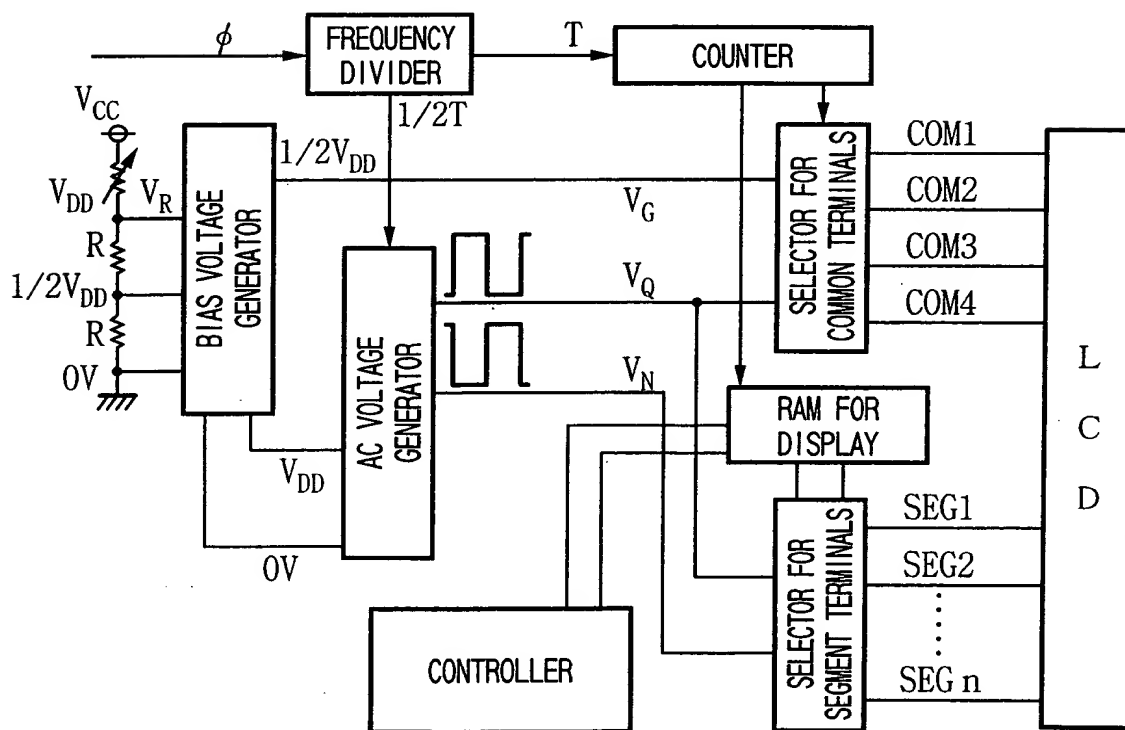 ϕ
FREQUENCY
DIVIDER
T
COUNTER
1/2T
V_CC
V_DD
V_R
R
1/2V_DD
R
0V
BIAS VOLTAGE
GENERATOR
1/2V_DD
V_G
V_DD
0V
AC VOLTAGE
GENERATOR
V_Q
V_N
SELECTOR FOR
COMMON TERMINALS
COM1
COM2
COM3
COM4
RAM FOR
DISPLAY
CONTROLLER
SELECTOR FOR
SEGMENT TERMINALS
SEG1
SEG2
SEGn
L
C
D